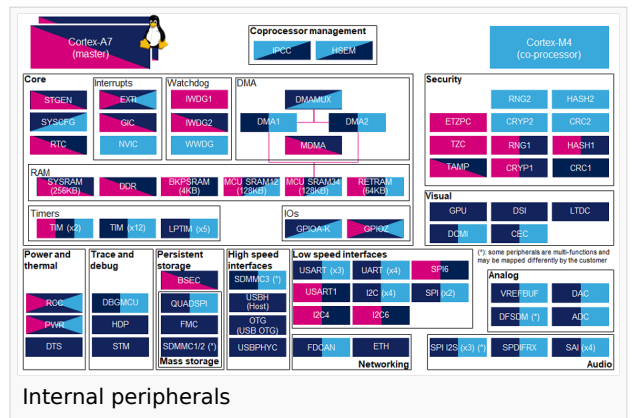 Cortex-A7
(master)
Coprocessor management
IPCC
HSEM
Cortex-M4
(co-processor)
Core
STGEN
SYSCFG
RTC
Interrupts
EXTI
GIC
NVIC
Watchdog
IWDG1
IWDG2
WWDG
DMA
DMAMUX
DMA1
DMA2
MDMA
RAM
SYSRAM
(256KB)
DDR
BKPSRAM
(4KB)
MCU SRAM12
(128KB)
MCU SRAM34
(128KB)
RETRAM
(64KB)
Timers
TIM (x2)
TIM (x12)
LPTIM (x5)
IOs
GPIOA-K
GPIOZ
Security
RNG2
HASH2
ETZPC
CRYP2
CRC2
TZC
RNG1
HASH1
TAMP
CRYP1
CRC1
Visual
GPU
DSI
LTDC
DCMI
CEC
(*): some peripherals are multi-functions and
may be mapped differently by the customer
Power and
thermal
RCC
PWR
DTS
Trace and
debug
DBGMCU
HDP
STM
Persistent
storage
BSEC
QUADSPI
FMC
SDMMC1/2 (*)
Mass storage
High speed
interfaces
SDMMC3 (*)
USBH
(Host)
OTG
(USB OTG)
USBPHYC
Low speed interfaces
USART (x3)
UART (x4)
SPI6
USART1
I2C (x4)
SPI (x2)
I2C4
I2C6
FDCAN
ETH
Networking
Analog
VREFBUF
DAC
DFSDM (*)
ADC
SPI I2S (x3) (*)
SPDIFRX
SAI (x4)
Audio
Internal peripherals